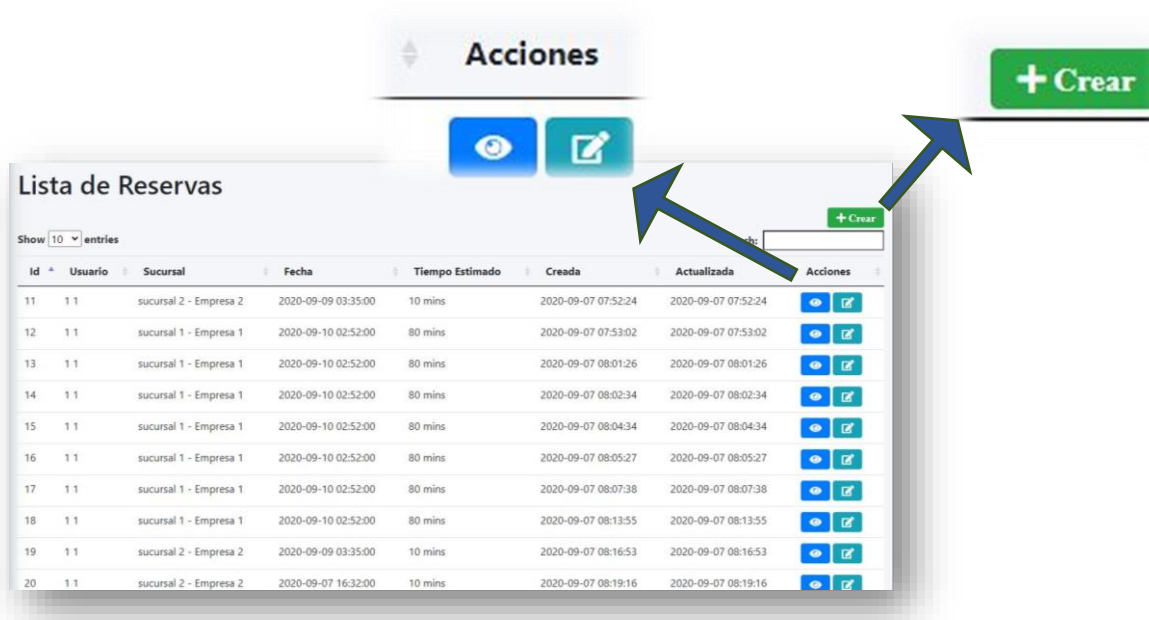 Acciones
+ Crear
Lista de Reservas
+ Crear
Show 10 entries
Id Usuario Sucursal Fecha Tiempo Estimado Creada Actualizada Acciones
11 1 1 sucursal 2 - Empresa 2 2020-09-09 03:35:00 10 mins 2020-09-07 07:52:24 2020-09-07 07:52:24
12 1 1 sucursal 1 - Empresa 1 2020-09-10 02:52:00 80 mins 2020-09-07 07:53:02 2020-09-07 07:53:02
13 1 1 sucursal 1 - Empresa 1 2020-09-10 02:52:00 80 mins 2020-09-07 08:01:26 2020-09-07 08:01:26
14 1 1 sucursal 1 - Empresa 1 2020-09-10 02:52:00 80 mins 2020-09-07 08:02:34 2020-09-07 08:02:34
15 1 1 sucursal 1 - Empresa 1 2020-09-10 02:52:00 80 mins 2020-09-07 08:04:34 2020-09-07 08:04:34
16 1 1 sucursal 1 - Empresa 1 2020-09-10 02:52:00 80 mins 2020-09-07 08:05:27 2020-09-07 08:05:27
17 1 1 sucursal 1 - Empresa 1 2020-09-10 02:52:00 80 mins 2020-09-07 08:07:38 2020-09-07 08:07:38
18 1 1 sucursal 1 - Empresa 1 2020-09-10 02:52:00 80 mins 2020-09-07 08:13:55 2020-09-07 08:13:55
19 1 1 sucursal 2 - Empresa 2 2020-09-09 03:35:00 10 mins 2020-09-07 08:16:53 2020-09-07 08:16:53
20 1 1 sucursal 2 - Empresa 2 2020-09-07 16:32:00 10 mins 2020-09-07 08:19:16 2020-09-07 08:19:16